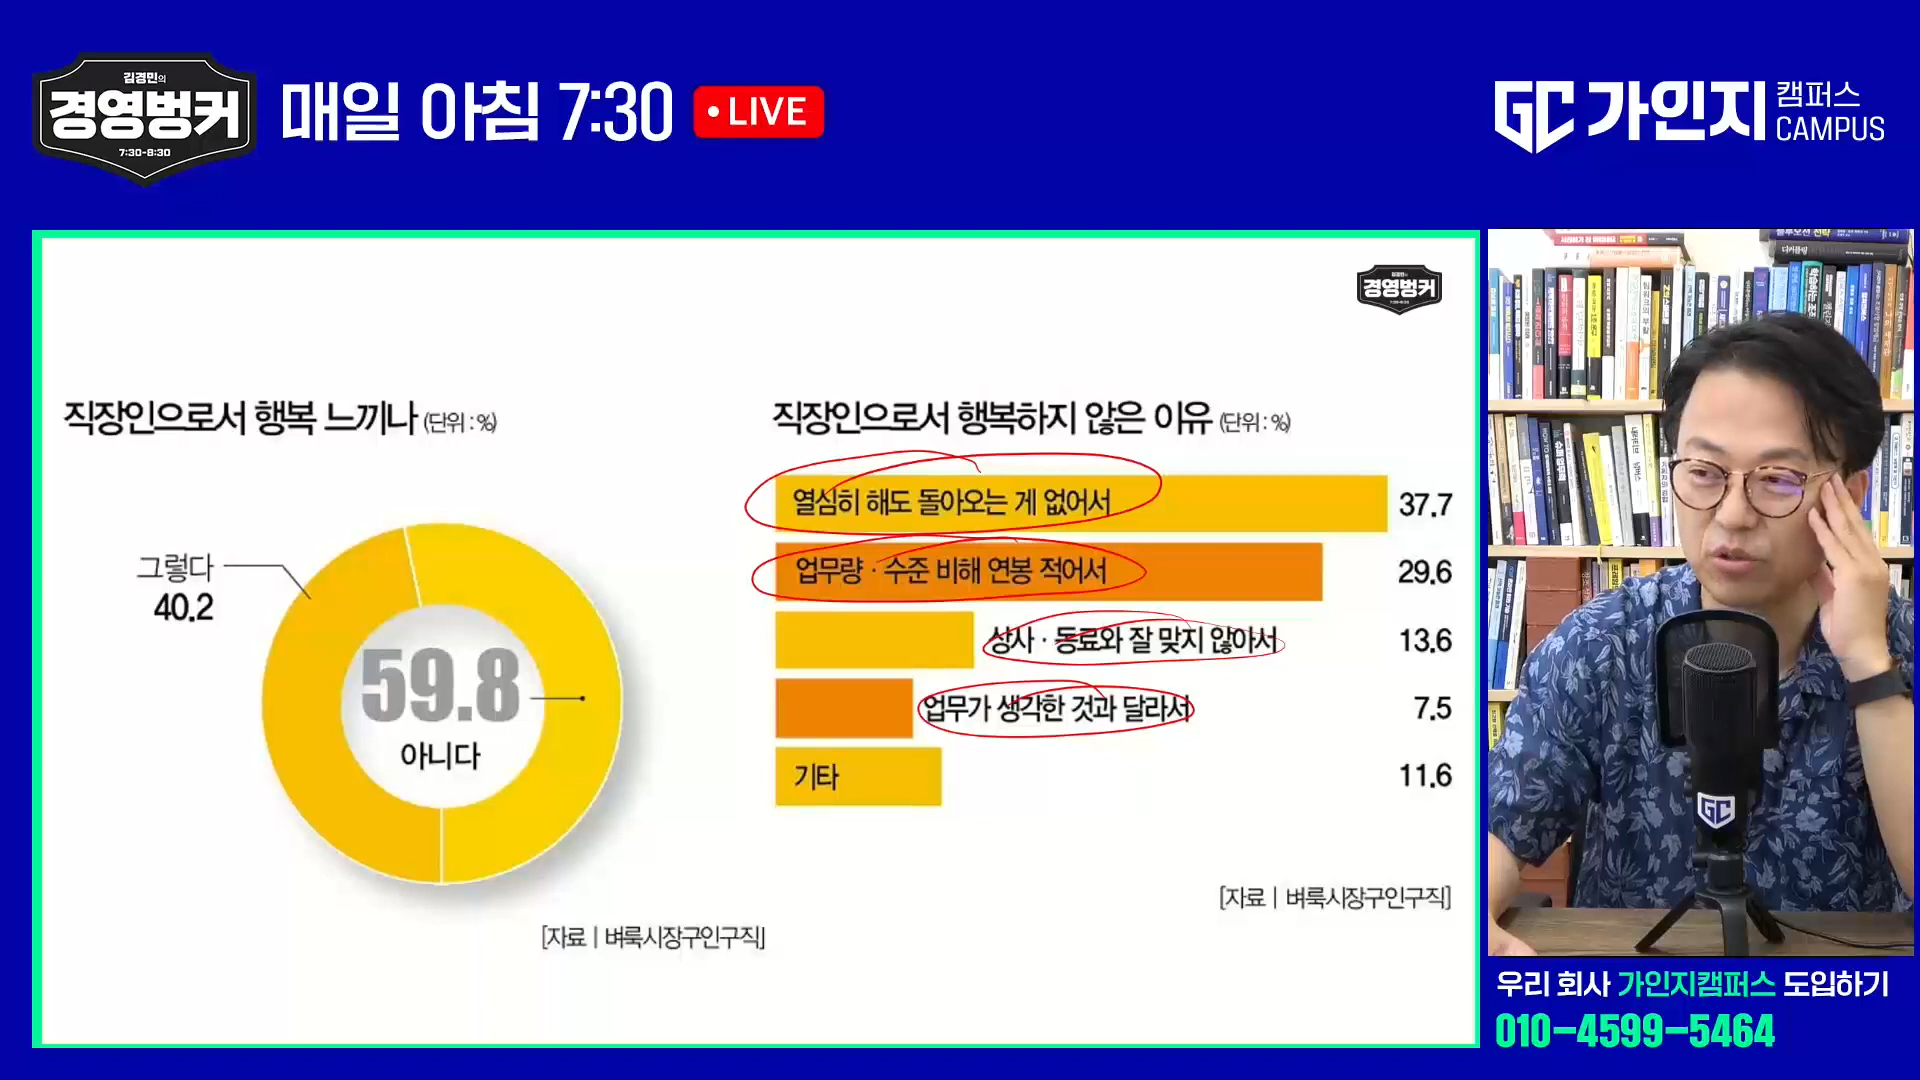 김경민의
경영벙커
7:30-8:30
매일 아침 7:30
LIVE
GC 가인지 캠퍼스
CAMPUS
경영벙커
직장인으로서 행복 느끼나 (단위 : %)
그렇다
40.2
59.8
아니다
[자료 | 벼룩시장구인구직]
직장인으로서 행복하지 않은 이유 (단위 : %)
열심히 해도 돌아오는 게 없어서 37.7
업무량 · 수준 비해 연봉 적어서 29.6
상사 · 동료와 잘 맞지 않아서 13.6
업무가 생각한 것과 달라서 7.5
기타 11.6
[자료 | 벼룩시장구인구직]
디커플링
GC
우리 회사 가인지캠퍼스 도입하기
010-4599-5464